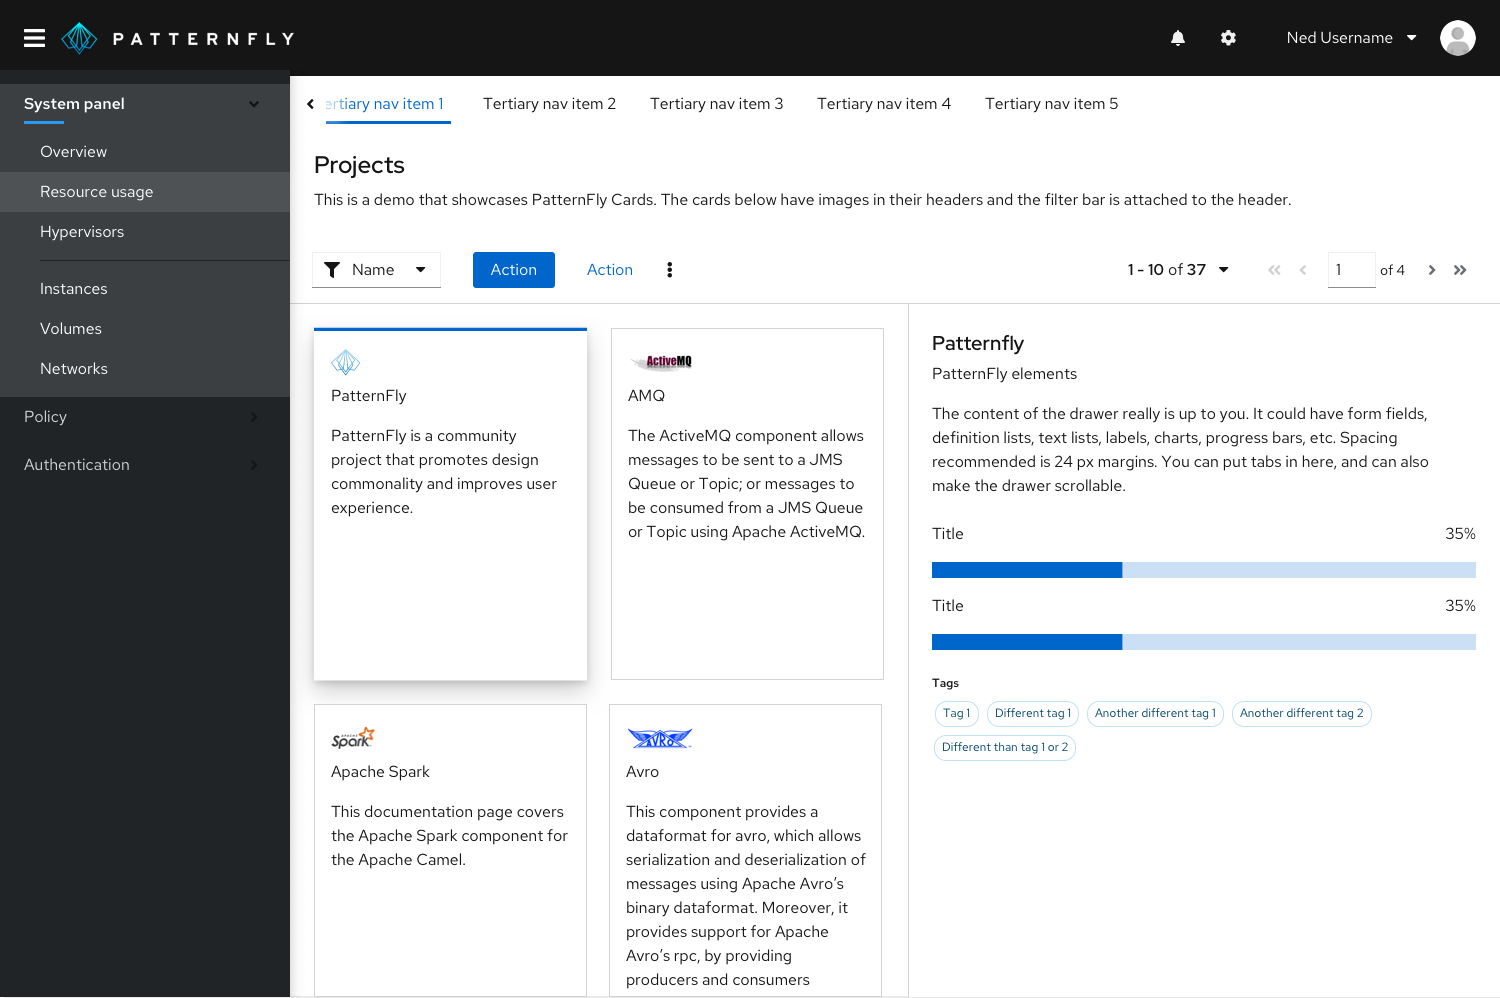 PATTERNFLY
Ned Username
System panel
Overview
Resource usage
Hypervisors
Instances
Volumes
Networks
Policy
Authentication
ertiary nav item 1
Tertiary nav item 2
Tertiary nav item 3
Tertiary nav item 4
Tertiary nav item 5
Projects
This is a demo that showcases PatternFly Cards. The cards below have images in their headers and the filter bar is attached to the header.
Name
Action
Action
1 - 10 of 37
1
of 4
PatternFly
PatternFly is a community
project that promotes design
commonality and improves user
experience.
ActiveMQ
AMQ
The ActiveMQ component allows
messages to be sent to a JMS
Queue or Topic; or messages to
be consumed from a JMS Queue
or Topic using Apache ActiveMQ.
APACHE
Spark
Apache Spark
This documentation page covers
the Apache Spark component for
the Apache Camel.
AVRO
Avro
This component provides a
dataformat for avro, which allows
serialization and deserialization of
messages using Apache Avro’s
binary dataformat. Moreover, it
provides support for Apache
Avro’s rpc, by providing
producers and consumers
Patternfly
PatternFly elements
The content of the drawer really is up to you. It could have form fields,
definition lists, text lists, labels, charts, progress bars, etc. Spacing
recommended is 24 px margins. You can put tabs in here, and can also
make the drawer scrollable.
Title 35%
Title 35%
Tags
Tag 1
Different tag 1
Another different tag 1
Another different tag 2
Different than tag 1 or 2